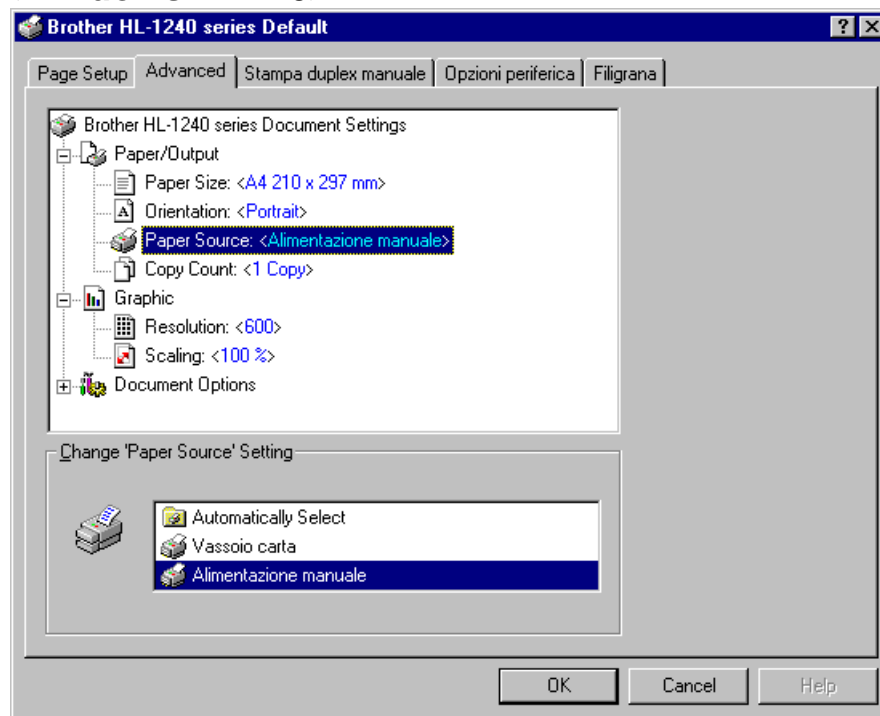 Brother HL-1240 series Default
Page Setup Advanced Stampa duplex manuale Opzioni periferica Filigrana
Brother HL-1240 series Document Settings
Paper/Output
Paper Size: <A4 210 x 297 mm>
Orientation: <Portrait>
Paper Source: <Alimentazione manuale>
Copy Count: <1 Copy>
Graphic
Resolution: <600>
Scaling: <100 %>
Document Options
Change 'Paper Source' Setting
Automatically Select
Vassoio carta
Alimentazione manuale
OK Cancel Help